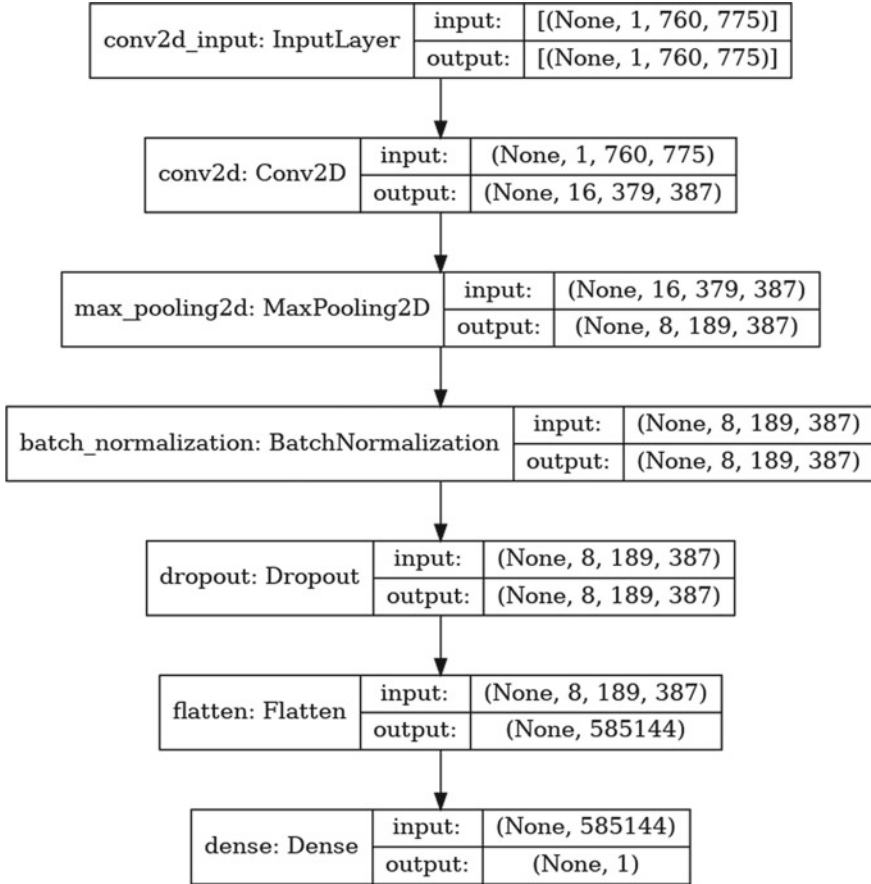 conv2d_input: InputLayer
input: [(None, 1, 760, 775)]
output: [(None, 1, 760, 775)]
conv2d: Conv2D
input: (None, 1, 760, 775)
output: (None, 16, 379, 387)
max_pooling2d: MaxPooling2D
input: (None, 16, 379, 387)
output: (None, 8, 189, 387)
batch_normalization: BatchNormalization
input: (None, 8, 189, 387)
output: (None, 8, 189, 387)
dropout: Dropout
input: (None, 8, 189, 387)
output: (None, 8, 189, 387)
flatten: Flatten
input: (None, 8, 189, 387)
output: (None, 585144)
dense: Dense
input: (None, 585144)
output: (None, 1)